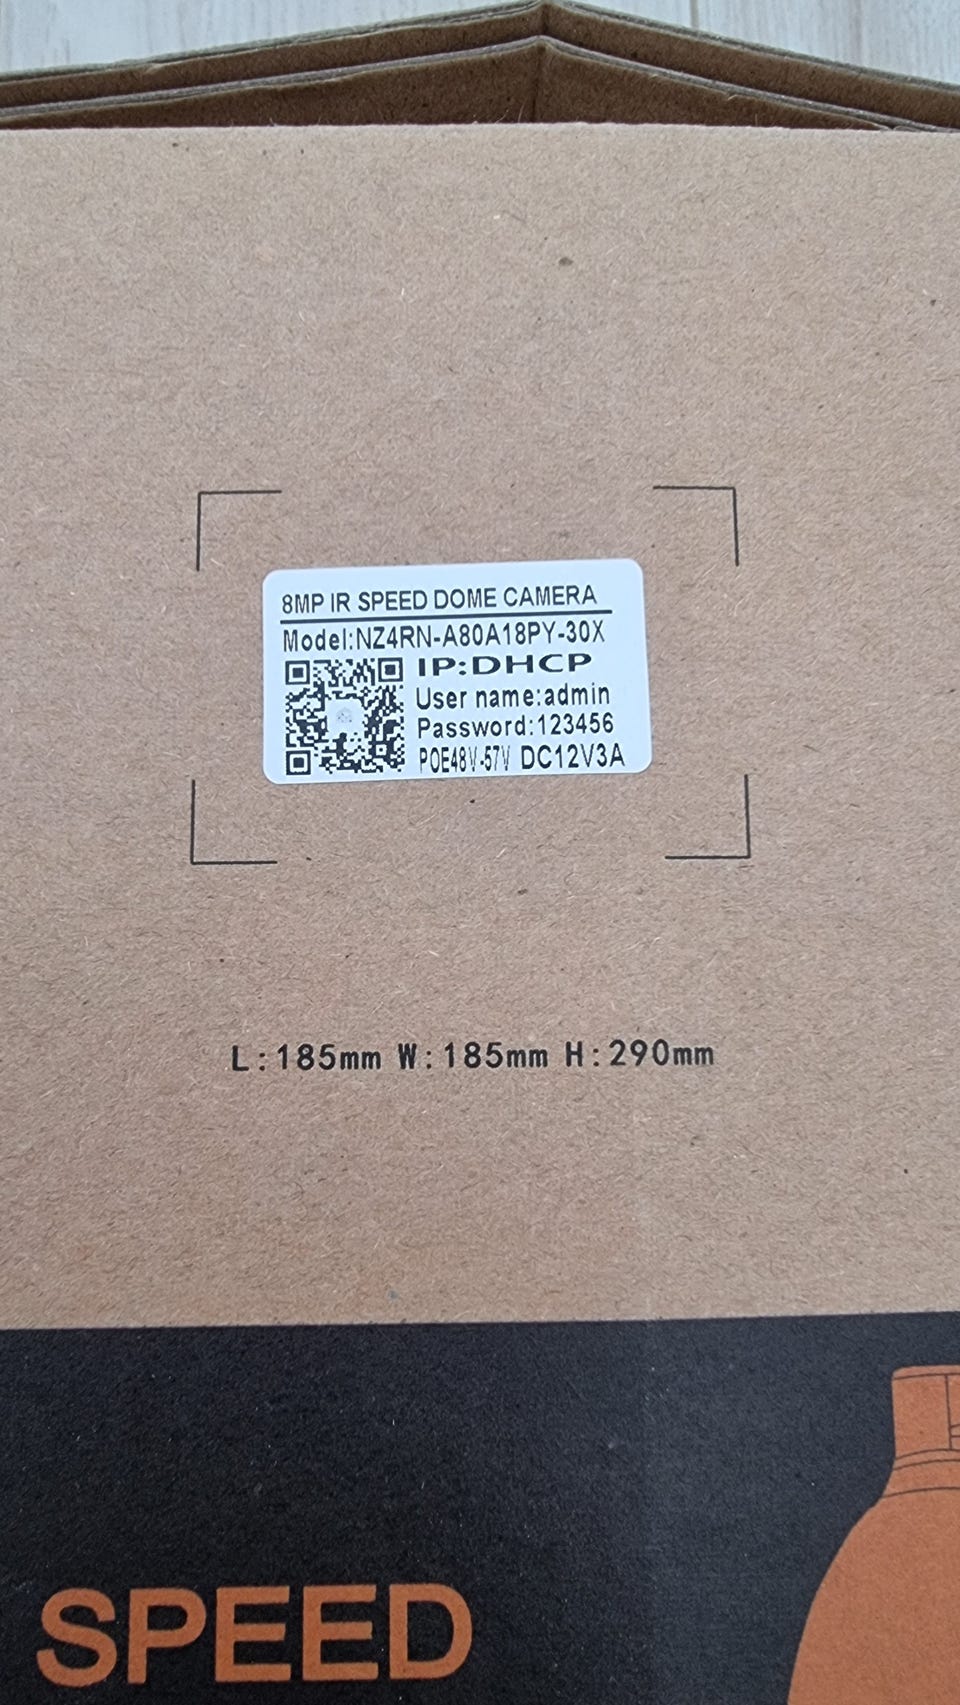 8MP IR SPEED DOME CAMERA
Model:NZ4RN-A80A18PY-30X
IP:DHCP
User name:admin
Password:123456
POE48V-57V DC12V3A
L:185mm W:185mm H:290mm
SPEED